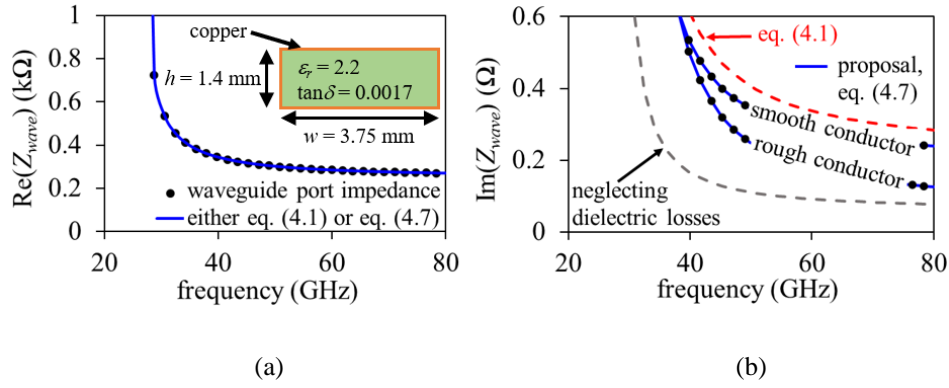 (a)
Re(Z_wave) (kΩ)
1
0.8
0.6
0.4
0.2
0
20
40
60
80
frequency (GHz)
copper
h = 1.4 mm
ε_r = 2.2
tanδ = 0.0017
w = 3.75 mm
waveguide port impedance
either eq. (4.1) or eq. (4.7)
(b)
Im(Z_wave) (Ω)
0.6
0.4
0.2
0
20
40
60
80
frequency (GHz)
eq. (4.1)
proposal,
eq. (4.7)
smooth conductor
rough conductor
neglecting
dielectric losses
(a)
(b)